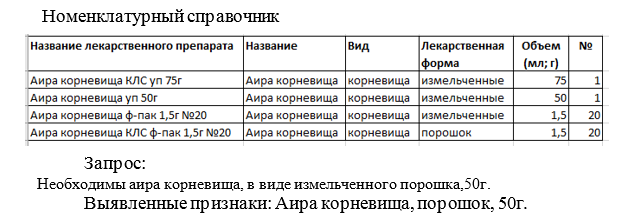 Номенклатурный справочник
Название лекарственного препарата Название Вид Лекарственная форма Объем (мл; г) №
Аира корневища КЛС уп 75г Аира корневища корневища измельченные 75 1
Аира корневища уп 50г Аира корневища корневища измельченные 50 1
Аира корневища ф-пак 1,5г №20 Аира корневища корневища измельченные 1,5 20
Аира корневища КЛС ф-пак 1,5г №20 Аира корневища корневища порошок 1,5 20
Запрос:
Необходимы аира корневища, в виде измельченного порошка,50г.
Выявленные признаки: Аира корневища, порошок, 50г.